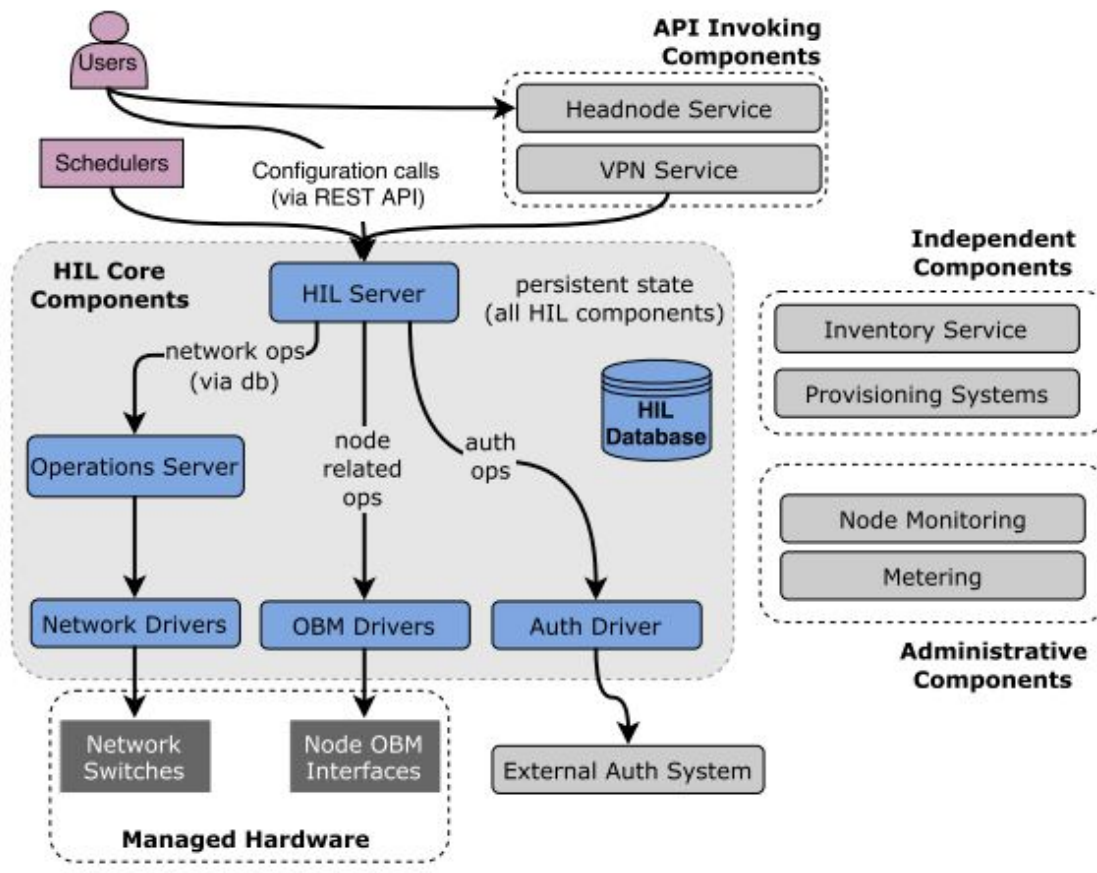 Users
API Invoking
Components
Headnode Service
VPN Service
Schedulers
Configuration calls
(via REST API)
HIL Core
Components
HIL Server
persistent state
(all HIL components)
network ops
(via db)
HIL
Database
Operations Server
node
related
ops
auth
ops
Network Drivers
OBM Drivers
Auth Driver
Network
Switches
Node OBM
Interfaces
External Auth System
Managed Hardware
Independent
Components
Inventory Service
Provisioning Systems
Node Monitoring
Metering
Administrative
Components